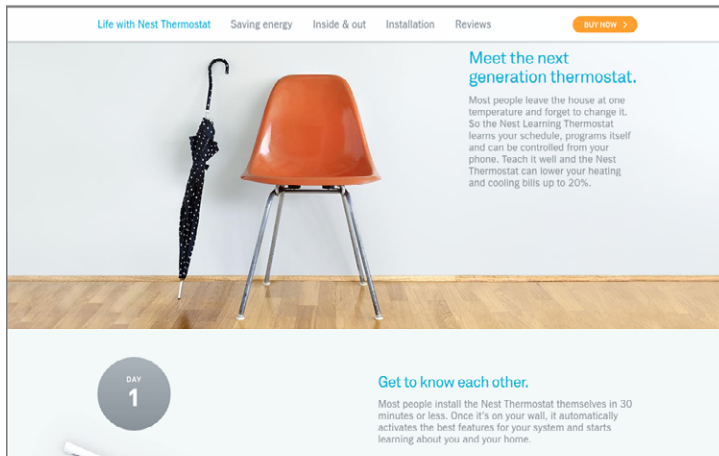 Life with Nest Thermostat Saving energy Inside & out Installation Reviews BUY NOW >
Meet the next
generation thermostat.
Most people leave the house at one
temperature and forget to change it.
So the Nest Learning Thermostat
learns your schedule, programs itself
and can be controlled from your
phone. Teach it well and the Nest
Thermostat can lower your heating
and cooling bills up to 20%.
DAY
1
Get to know each other.
Most people install the Nest Thermostat themselves in 30
minutes or less. Once it's on your wall, it automatically
activates the best features for your system and starts
learning about you and your home.